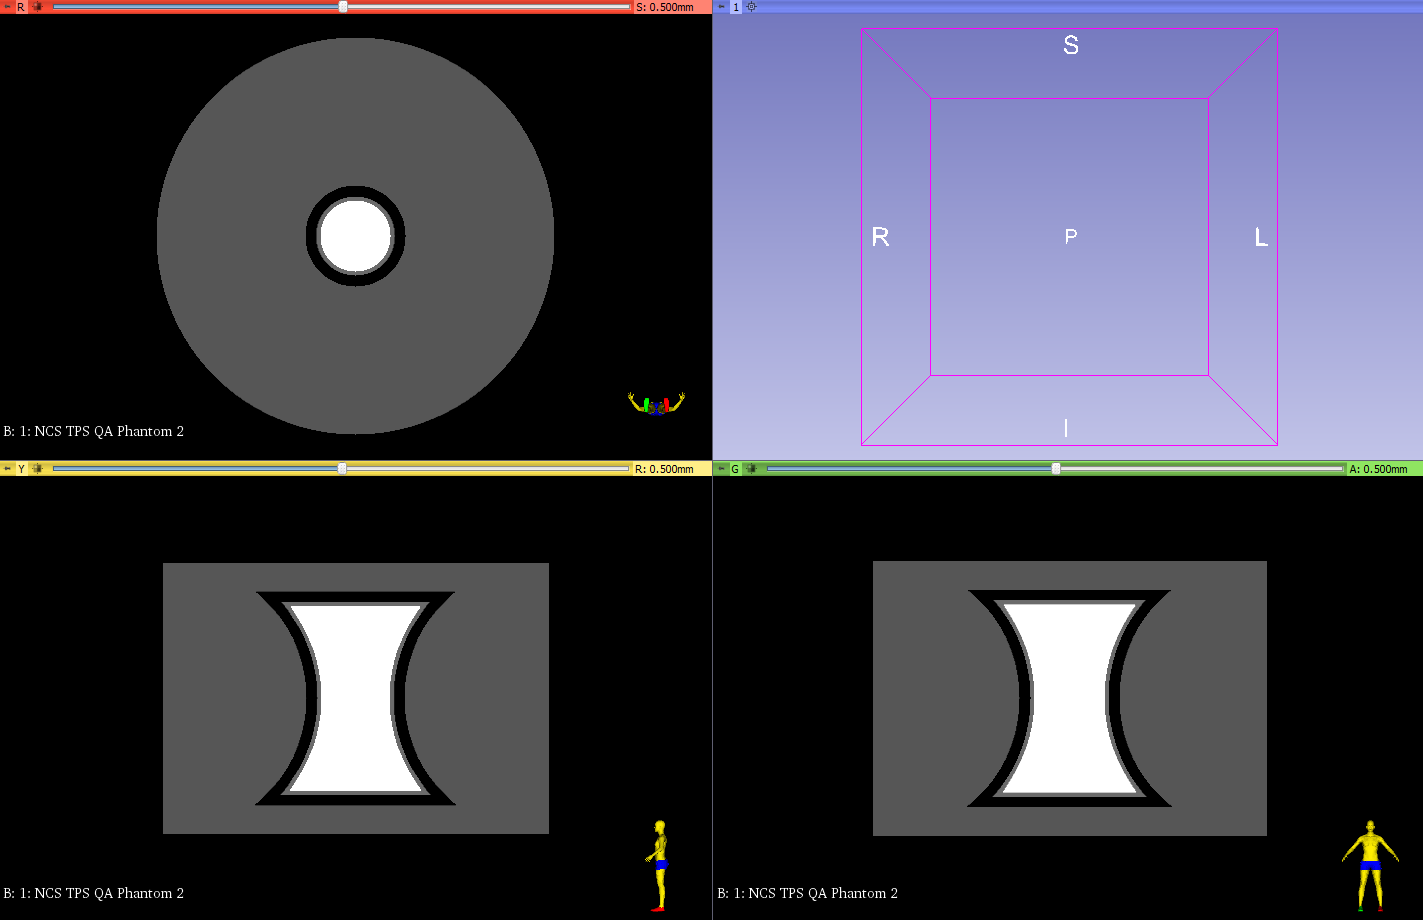 R
S: 0.500mm
1
S
R
P
L
I
B: 1: NCS TPS QA Phantom 2
Y
R: 0.500mm
G
A: 0.500mm
B: 1: NCS TPS QA Phantom 2
B: 1: NCS TPS QA Phantom 2